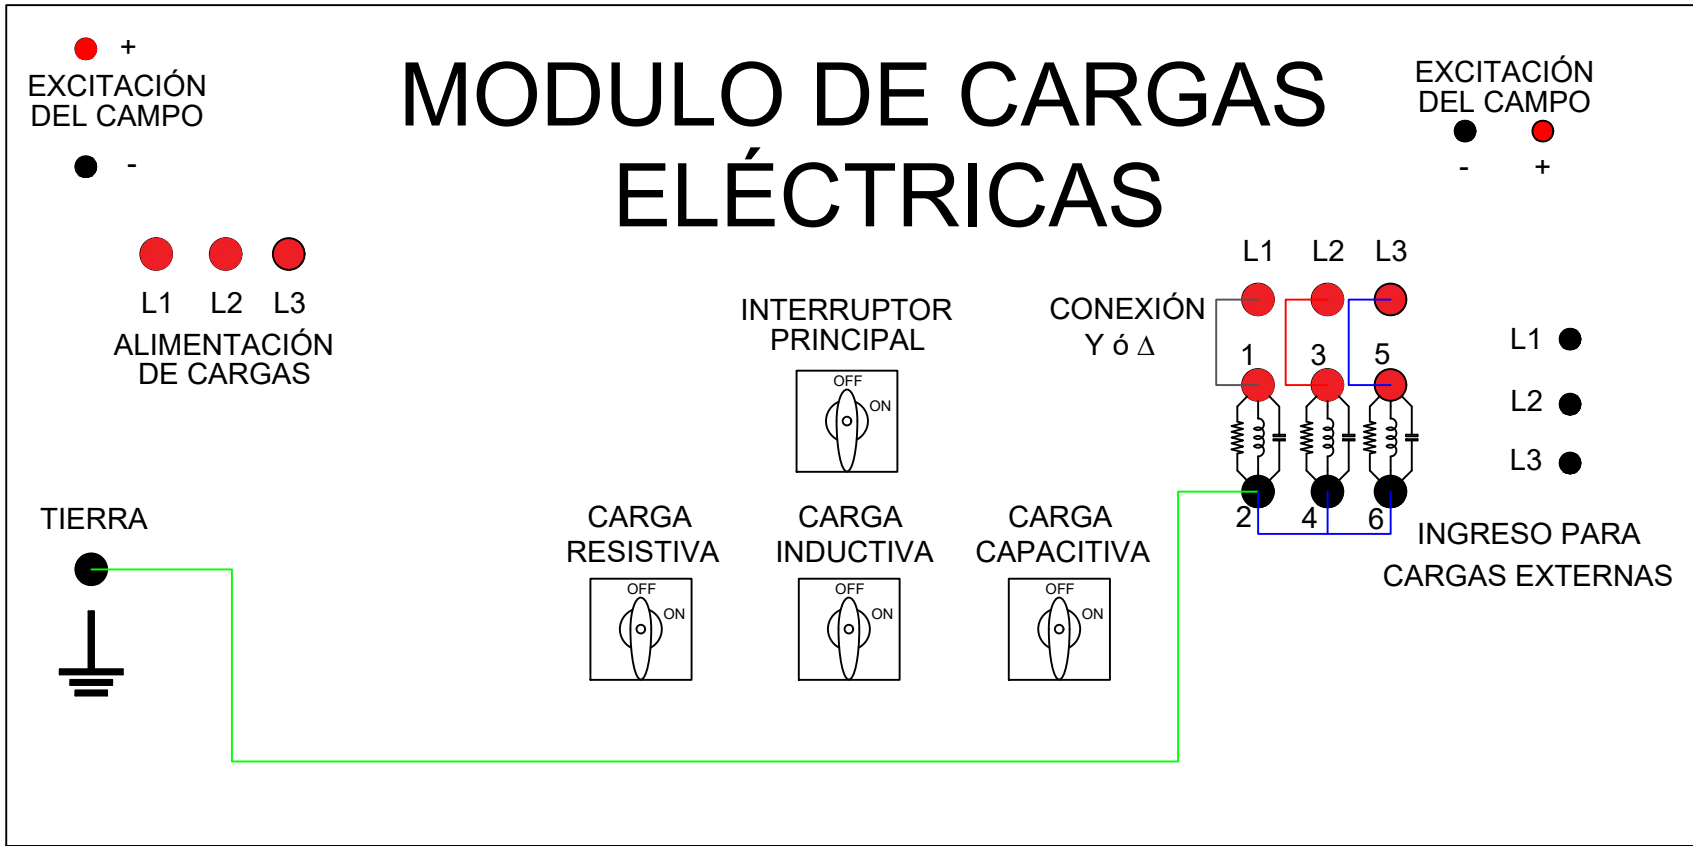 +
EXCITACIÓN
DEL CAMPO
-
MODULO DE CARGAS
ELÉCTRICAS
EXCITACIÓN
DEL CAMPO
- +
L1 L2 L3
ALIMENTACIÓN
DE CARGAS
INTERRUPTOR
PRINCIPAL
OFF
ON
CONEXIÓN
Y ó Δ
L1 L2 L3
1 3 5
2 4 6
L1
L2
L3
INGRESO PARA
CARGAS EXTERNAS
TIERRA
CARGA
RESISTIVA
OFF
ON
CARGA
INDUCTIVA
OFF
ON
CARGA
CAPACITIVA
OFF
ON